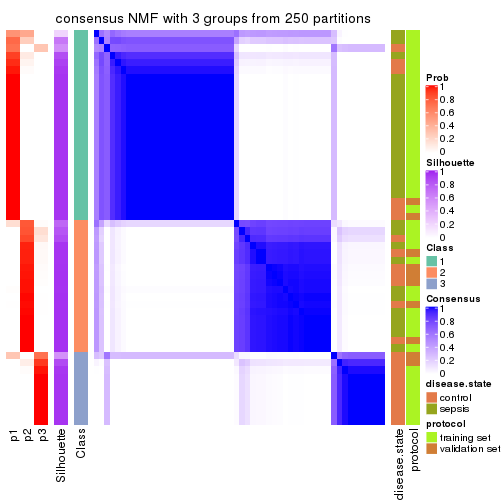 consensus NMF with 3 groups from 250 partitions
Prob
1
0.8
0.6
0.4
0.2
0
Silhouette
1
0.8
0.6
0.4
0.2
0
Class
1
2
3
Consensus
1
0.8
0.6
0.4
0.2
0
disease.state
control
sepsis
protocol
training set
validation set
p1
p2
p3
Silhouette
Class
disease.state
protocol